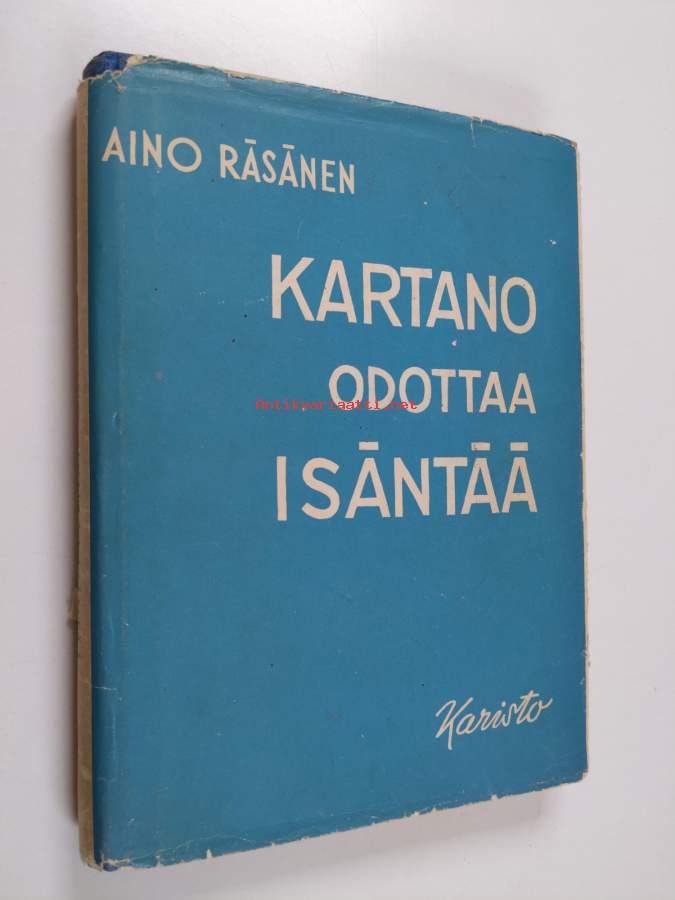 AINO RÄSÄNEN
KARTANO
ODOTTAA
Antikvariaatti.net
ISÄNTÄÄ
Karisto